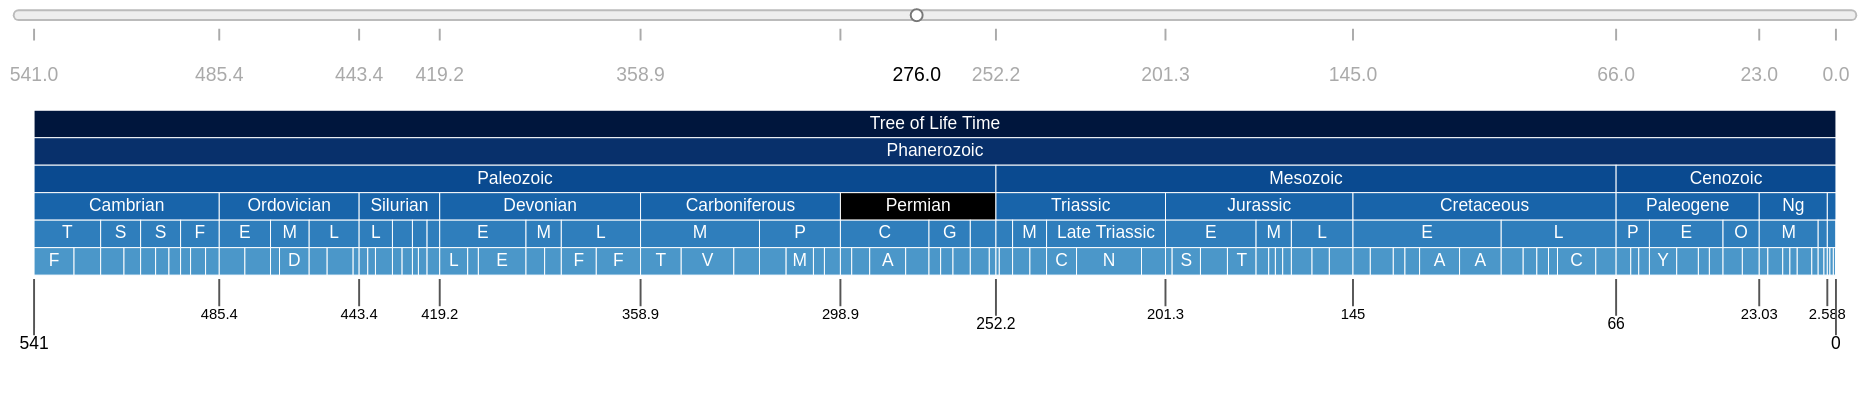 541.0 485.4 443.4 419.2 358.9 276.0 252.2 201.3 145.0 66.0 23.0 0.0
Tree of Life Time
Phanerozoic
Paleozoic Mesozoic Cenozoic
Cambrian Ordovician Silurian Devonian Carboniferous Permian Triassic Jurassic Cretaceous Paleogene Ng
T S S F E M L L E M L M P C G M Late Triassic E M L E L P E O M
F D L E F F T V M A C N S T A A C Y
485.4 443.4 419.2 358.9 298.9 201.3 145 23.03 2.588
252.2 66
541 0